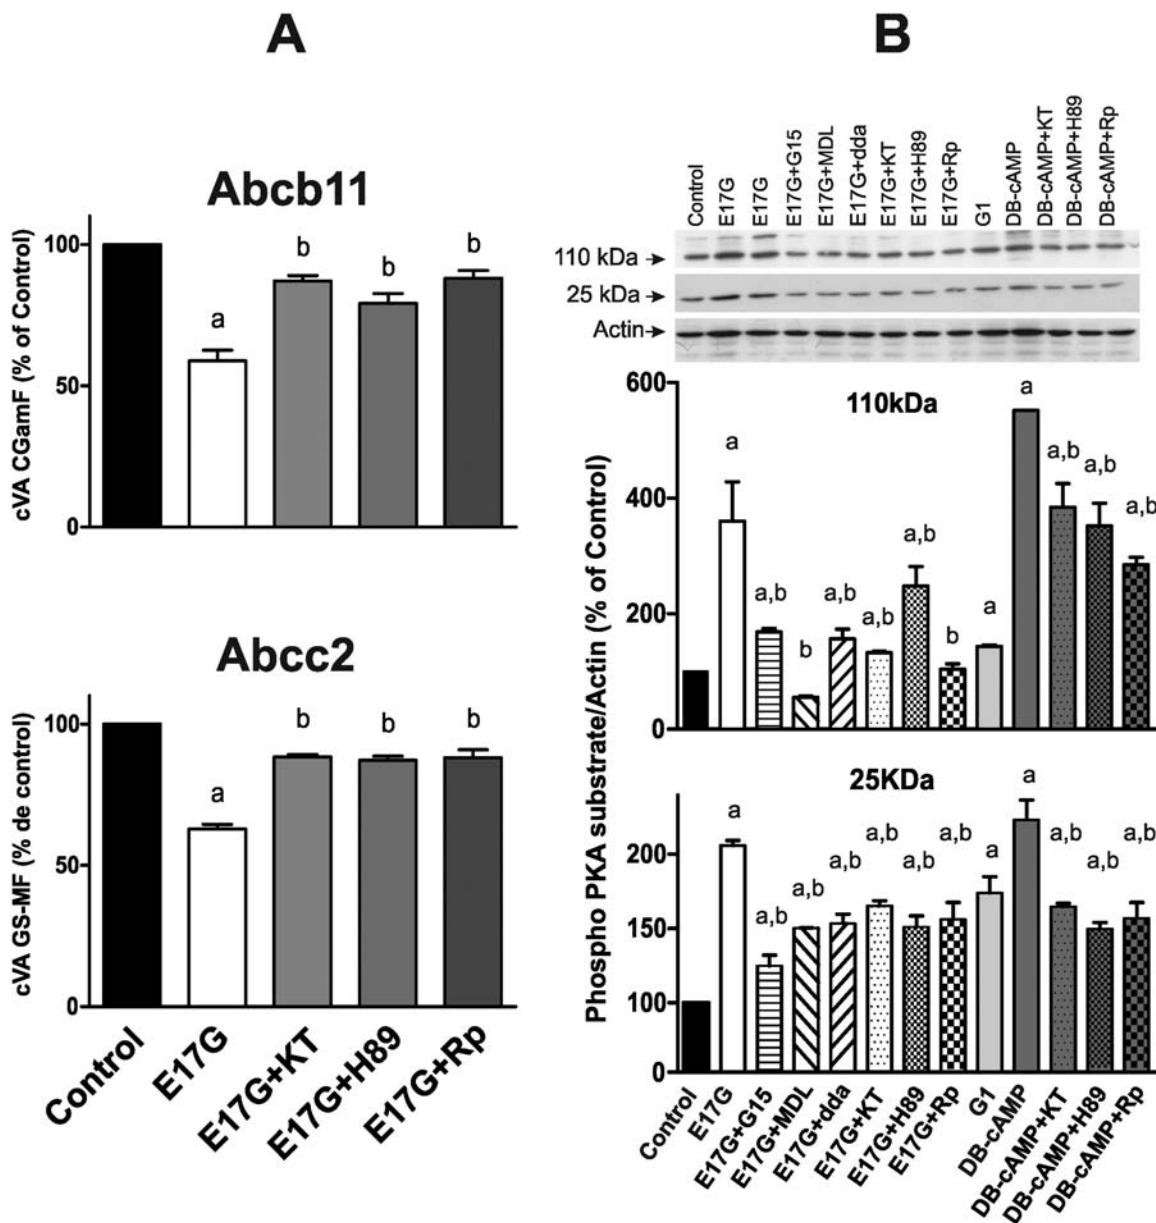 A
Abcb11
cVA CGamF (% of Control)
100
50
0
a
b
b
b
Abcc2
cVA GS-MF (% de control)
100
50
0
a
b
b
b
Control
E17G
E17G+KT
E17G+H89
E17G+Rp
B
Control
E17G
E17G
E17G+G15
E17G+MDL
E17G+dda
E17G+KT
E17G+H89
E17G+Rp
G1
DB-cAMP
DB-cAMP+KT
DB-cAMP+H89
DB-cAMP+Rp
110 kDa
25 kDa
Actin
Phospho PKA substrate/Actin (% of Control)
110kDa
600
400
200
0
a
a,b
b
a,b
a,b
a,b
b
a
a
a,b
a,b
a,b
25KDa
200
150
100
0
a
a,b
a,b
a,b
a,b
a,b
a,b
a
a
a,b
a,b
a,b
Control
E17G
E17G+G15
E17G+MDL
E17G+dda
E17G+KT
E17G+H89
E17G+Rp
G1
DB-cAMP
DB-cAMP+KT
DB-cAMP+H89
DB-cAMP+Rp